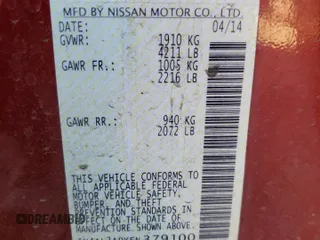 MFD BY NISSAN MOTOR CO., LTD.
DATE: 04/14
GVWR: 1910 KG
4211 LB
GAWR FR: 1005 KG
2216 LB
GAWR RR: 940 KG
2072 LB
THIS VEHICLE CONFORMS TO ALL
APPLICABLE FEDERAL
MOTOR VEHICLE SAFETY,
BUMPER, AND THEFT
PREVENTION STANDARDS
IN EFFECT ON THE DATE OF
MANUFACTURE SHOWN ABOVE.
379100
DREAMBID